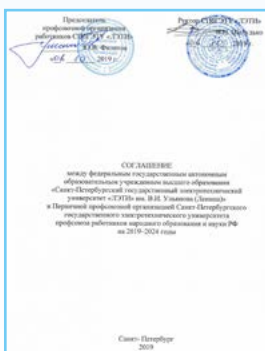 Председатель
профсоюзной организации
работников СПбГЭТУ «ЛЭТИ»
2019 г.
Ректор СПбГЭТУ «ЛЭТИ»
2019 г.
СОГЛАШЕНИЕ
между федеральным государственным автономным
образовательным учреждением высшего образования
«Санкт-Петербургский государственный электротехнический
университет «ЛЭТИ» им. В.И. Ульянова (Ленина)»
и Первичной профсоюзной организацией Санкт-Петербургского
государственного электротехнического университета
профсоюза работников народного образования и науки РФ
на 2019-2024 годы
Санкт- Петербург
2019